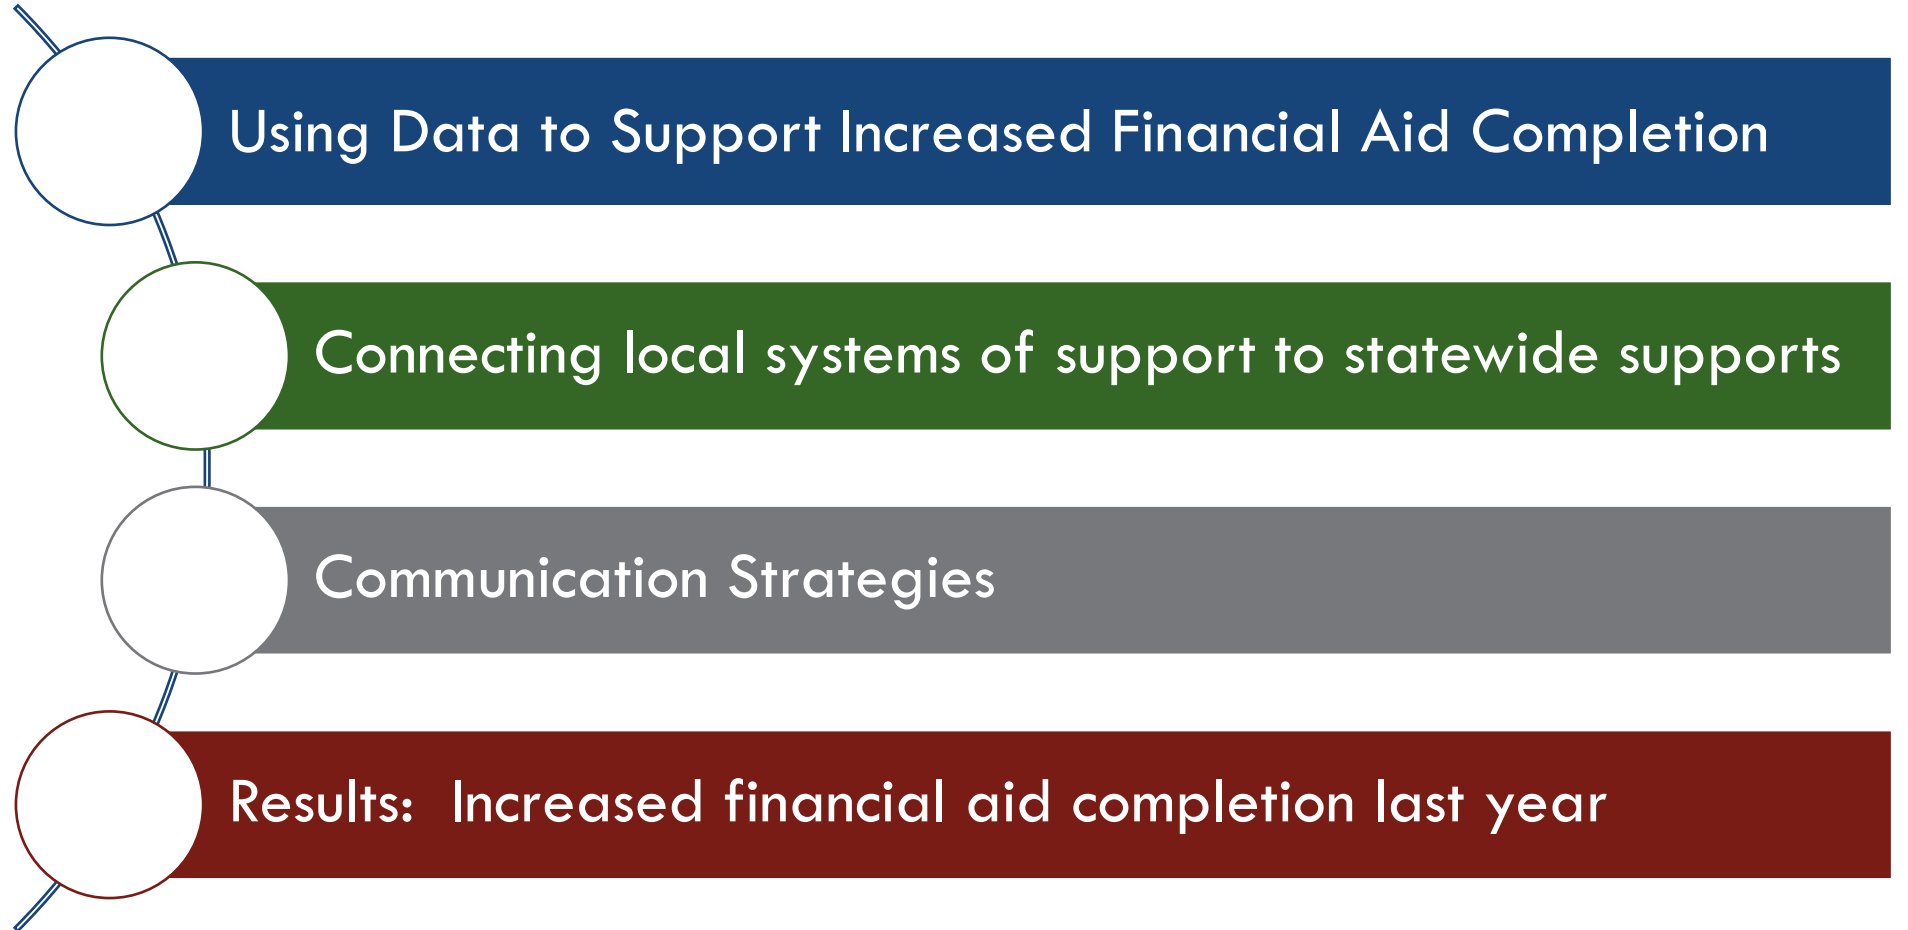 Using Data to Support Increased Financial Aid Completion
Connecting local systems of support to statewide supports
Communication Strategies
Results:  Increased financial aid completion last year